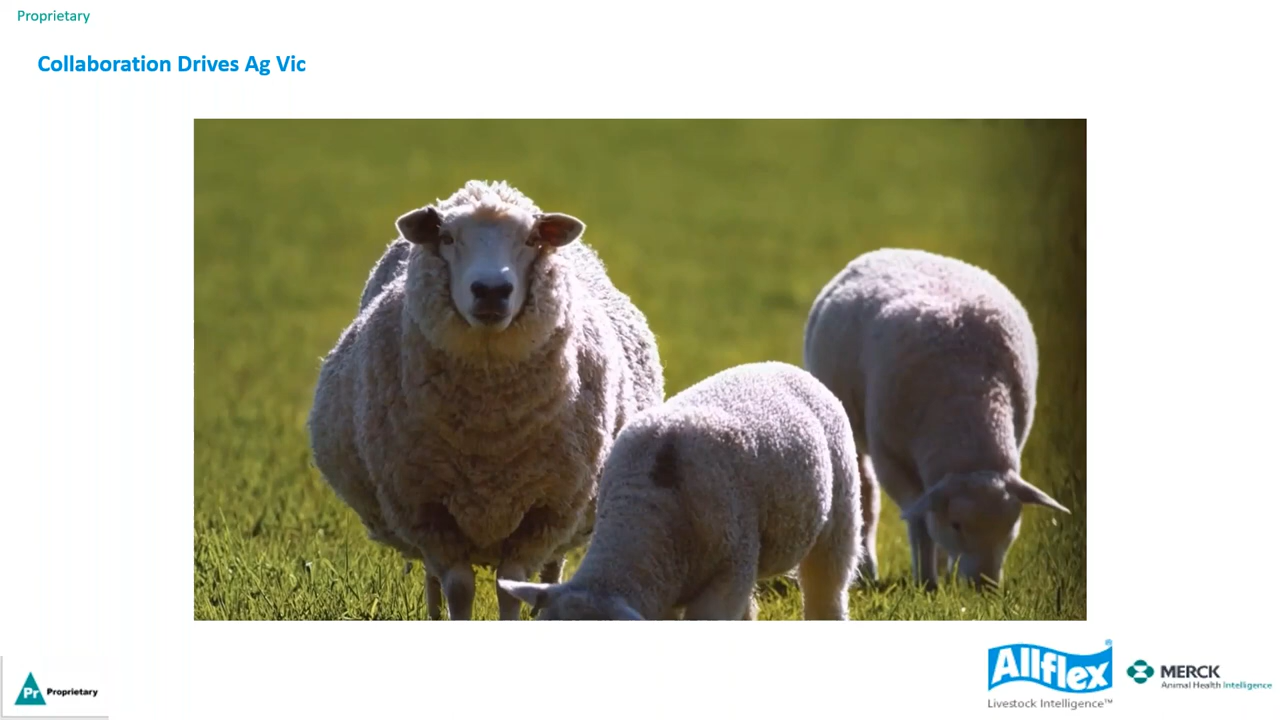 Proprietary
Collaboration Drives Ag Vic
Pr Proprietary
Allflex®
Livestock Intelligence™
MERCK
Animal Health Intelligence